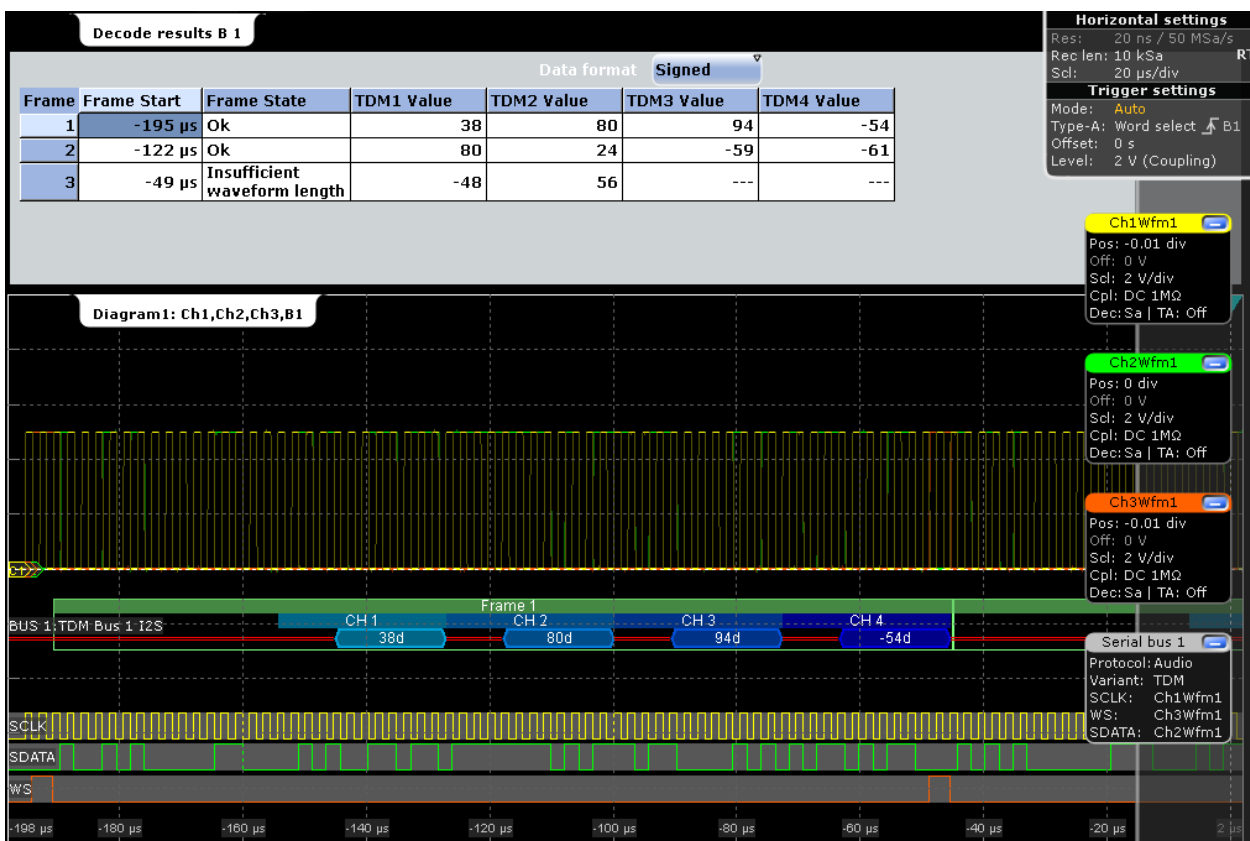 Decode results B 1
Data format Signed
Frame Frame Start Frame State TDM1 Value TDM2 Value TDM3 Value TDM4 Value
1 -195 µs Ok 38 80 94 -54
2 -122 µs Ok 80 24 -59 -61
3 -49 µs Insufficient waveform length -48 56 --- ---
Horizontal settings
Res: 20 ns / 50 MSa/s
Rec len: 10 kSa RT
Scl: 20 µs/div
Trigger settings
Mode: Auto
Type-A: Word select B1
Offset: 0 s
Level: 2 V (Coupling)
Ch1Wfm1
Pos: -0.01 div
Off: 0 V
Scl: 2 V/div
Cpl: DC 1MΩ
Dec: Sa | TA: Off
Ch2Wfm1
Pos: 0 div
Off: 0 V
Scl: 2 V/div
Cpl: DC 1MΩ
Dec: Sa | TA: Off
Ch3Wfm1
Pos: -0.01 div
Off: 0 V
Scl: 2 V/div
Cpl: DC 1MΩ
Dec: Sa | TA: Off
Serial bus 1
Protocol: Audio
Variant: TDM
SCLK: Ch1Wfm1
WS: Ch3Wfm1
SDATA: Ch2Wfm1
Diagram1: Ch1,Ch2,Ch3,B1
Frame 1
BUS 1:TDM Bus 1 I2S
CH 1 CH 2 CH 3 CH 4
38d 80d 94d -54d
SCLK
SDATA
WS
-198 µs -180 µs -160 µs -140 µs -120 µs -100 µs -80 µs -60 µs -40 µs -20 µs 2 µs